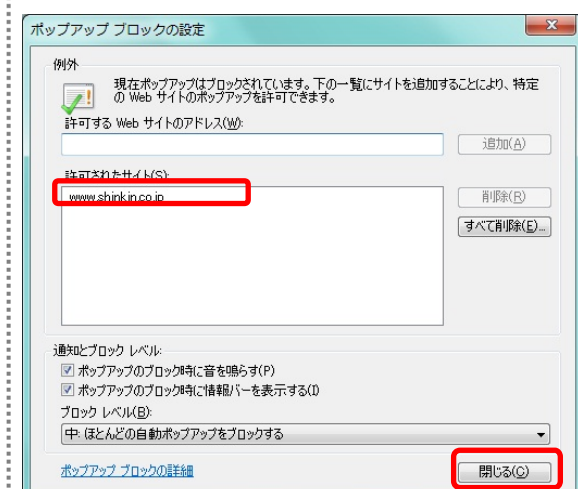 ポップアップ ブロックの設定
例外
現在ポップアップはブロックされています。下の一覧にサイトを追加することにより、特定
の Web サイトのポップアップを許可できます。
許可する Web サイトのアドレス(W):
追加(A)
許可されたサイト(S):
www.shinkin.co.jp
削除(R)
すべて削除(E)...
通知とブロック レベル:
ポップアップのブロック時に音を鳴らす(P)
ポップアップのブロック時に情報バーを表示する(I)
ブロック レベル(B):
中: ほとんどの自動ポップアップをブロックする
ポップアップ ブロックの詳細
閉じる(C)